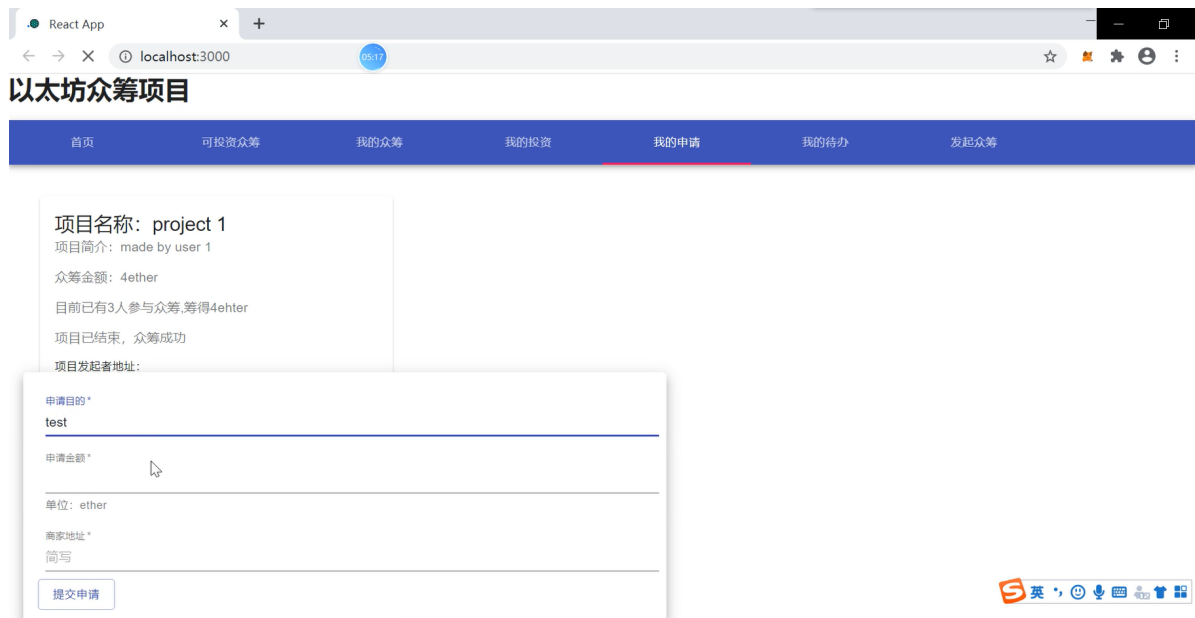 React App
localhost:3000
05:17
以太坊众筹项目
首页 可投资众筹 我的众筹 我的投资 我的申请 我的待办 发起众筹
项目名称：project 1
项目简介：made by user 1
众筹金额：4ether
目前已有3人参与众筹,筹得4ehter
项目已结束，众筹成功
项目发起者地址：
申请目的 *
test
申请金额 *
单位：ether
商家地址 *
简写
提交申请
英